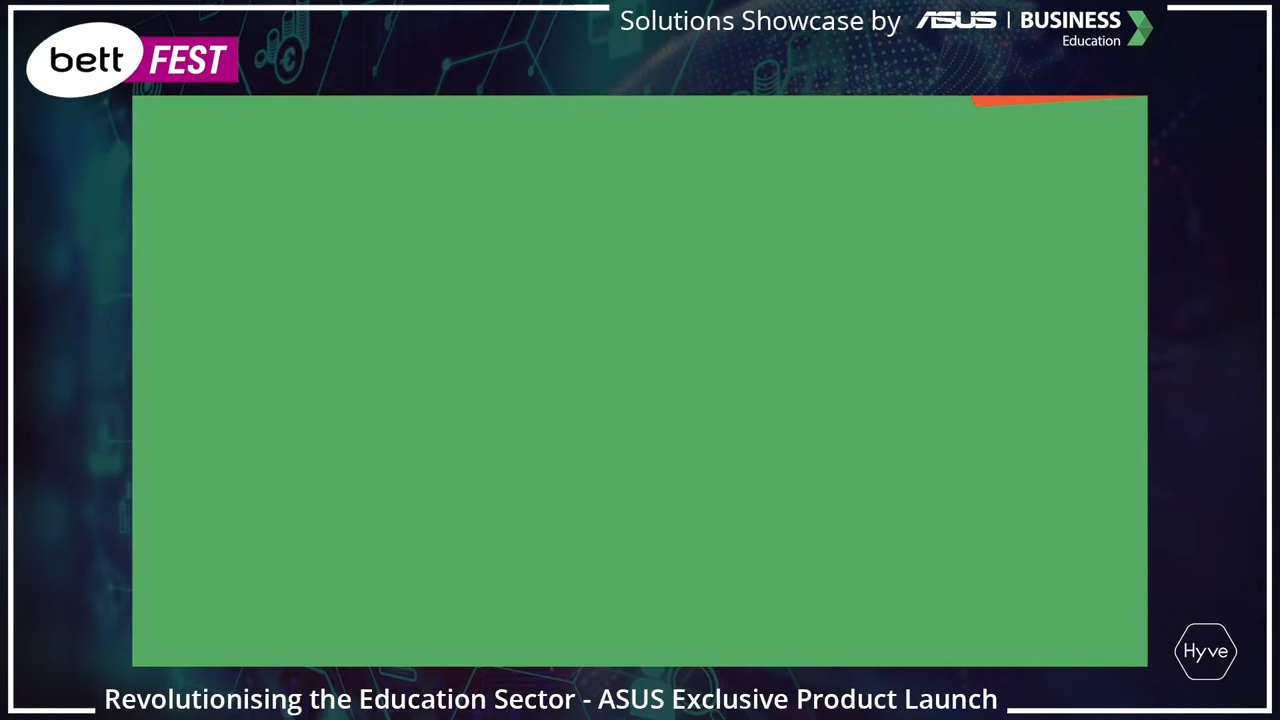 Solutions Showcase by ASUS | BUSINESS
Education
bett FEST
Hyve
Revolutionising the Education Sector - ASUS Exclusive Product Launch